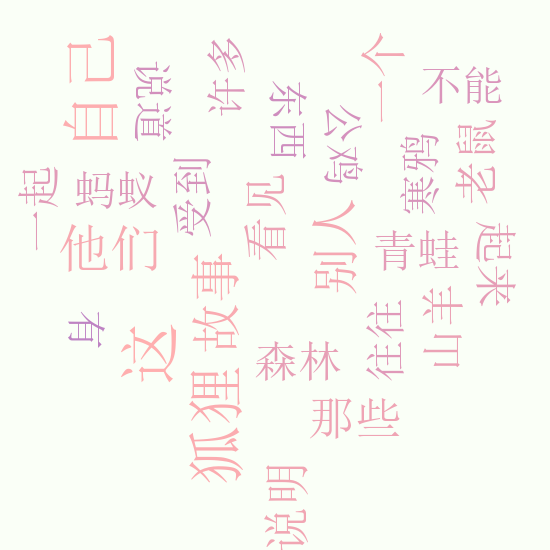 自己
说道
许多
一个
不能
东西
公鸡
寒鸦
老鼠
一起
蚂蚁
受到
看见
别人
他们
青蛙
起来
故事
有
这
山羊
往往
森林
狐狸
那些
说明